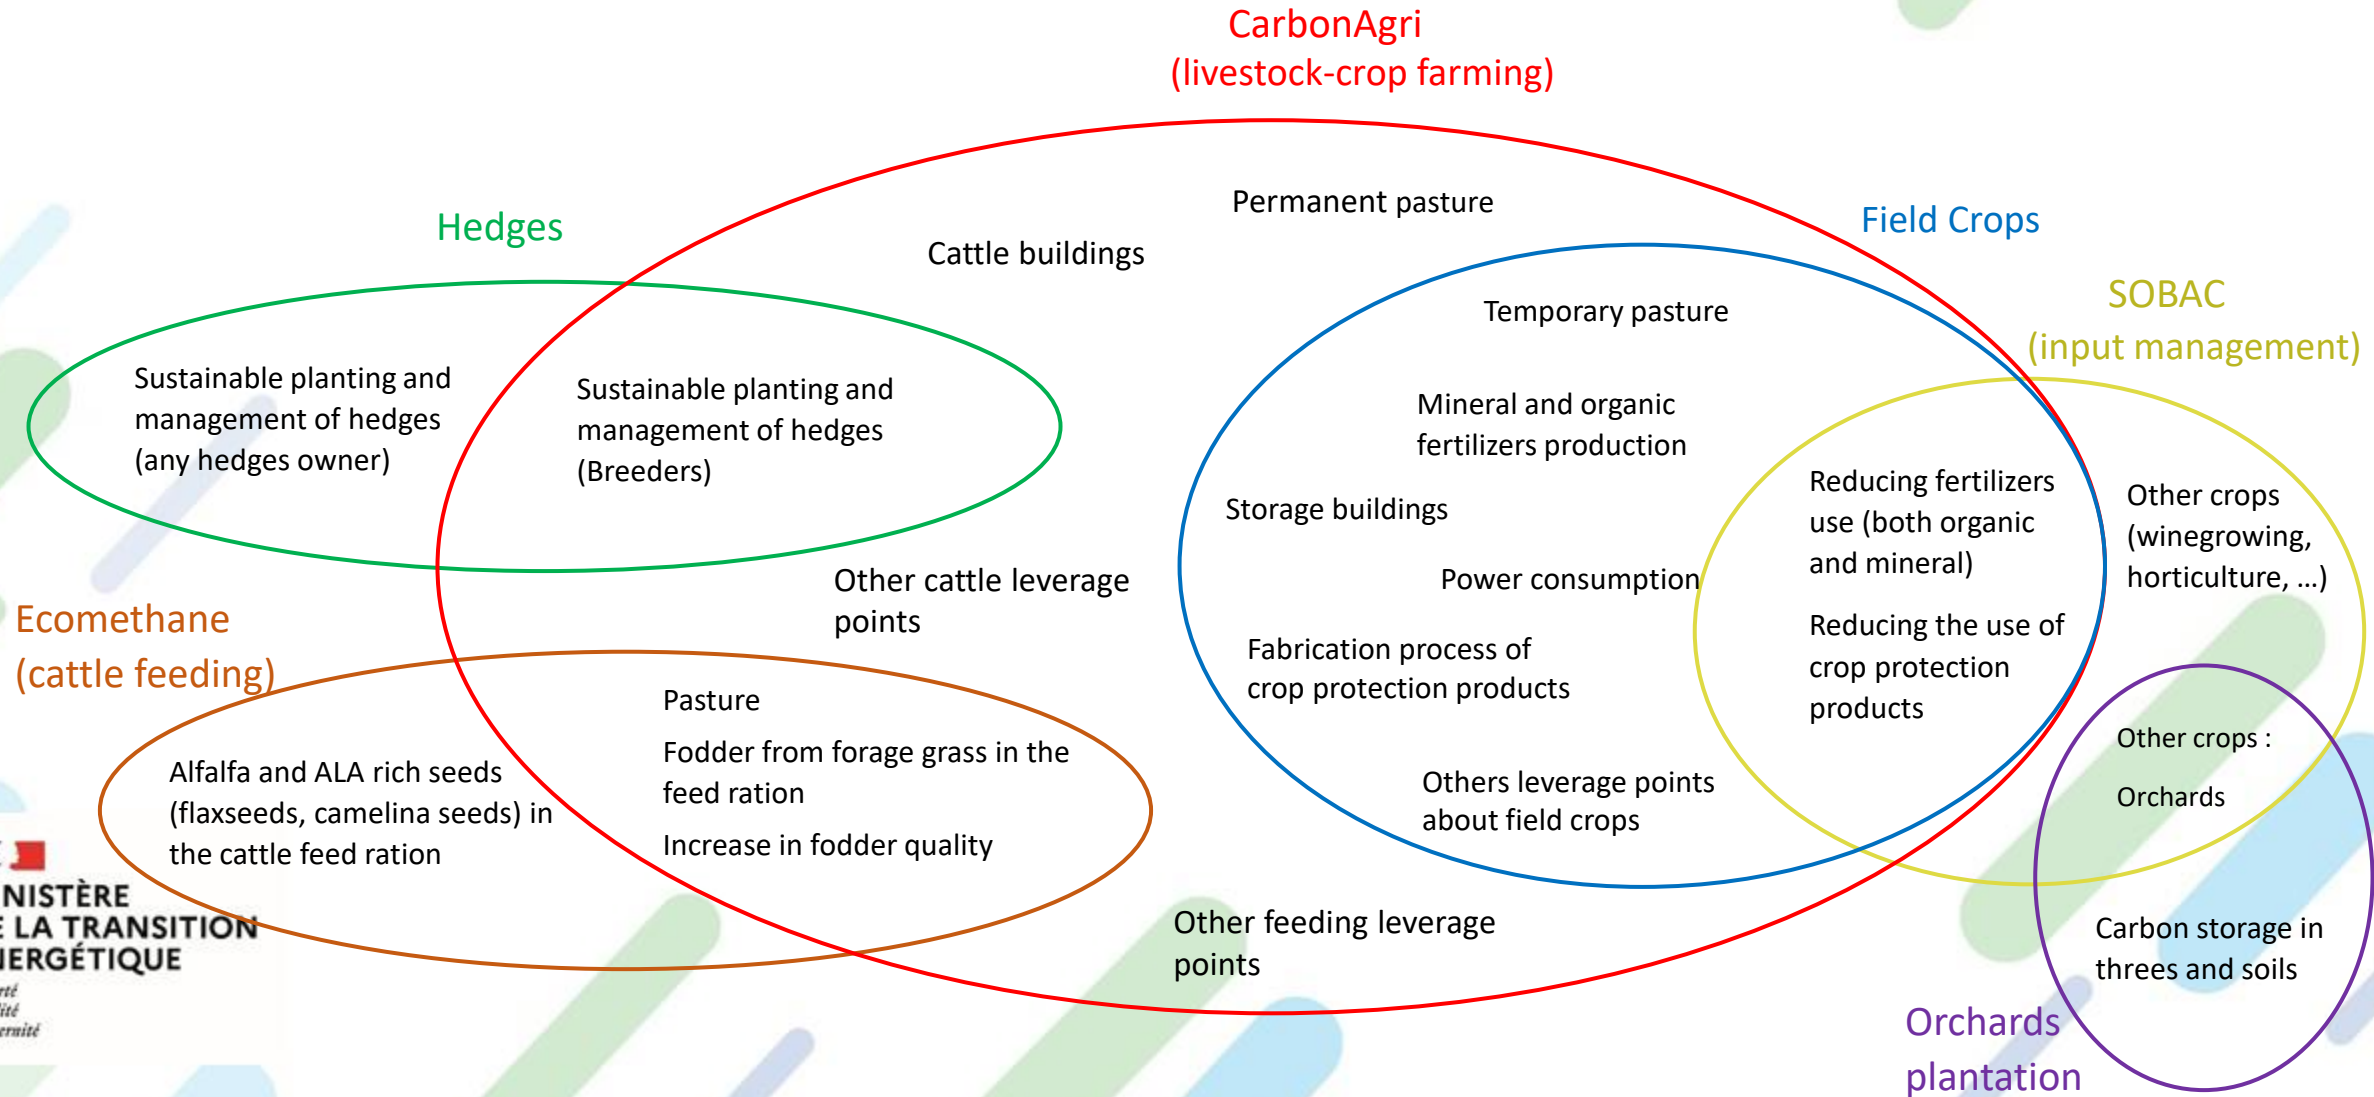 CarbonAgri
(livestock-crop farming)
Permanent pasture
Hedges
Field Crops
Cattle buildings
SOBAC
(input management)
Temporary pasture
Sustainable planting and
management of hedges
(any hedges owner)
Sustainable planting and
management of hedges
(Breeders)
Mineral and organic
fertilizers production
Storage buildings
Reducing fertilizers
use (both organic
and mineral)
Other crops
(winegrowing,
horticulture, ...)
Other cattle leverage
points
Power consumption
Ecomethane
(cattle feeding)
Fabrication process of
crop protection products
Reducing the use of
crop protection
products
Pasture
Fodder from forage grass in the
feed ration
Increase in fodder quality
Alfalfa and ALA rich seeds
(flaxseeds, camelina seeds) in
the cattle feed ration
Others leverage points
about field crops
Other crops :
Orchards
NISTÈRE
LA TRANSITION
NERGÉTIQUE
Other feeding leverage
points
Carbon storage in
threes and soils
Orchards
plantation